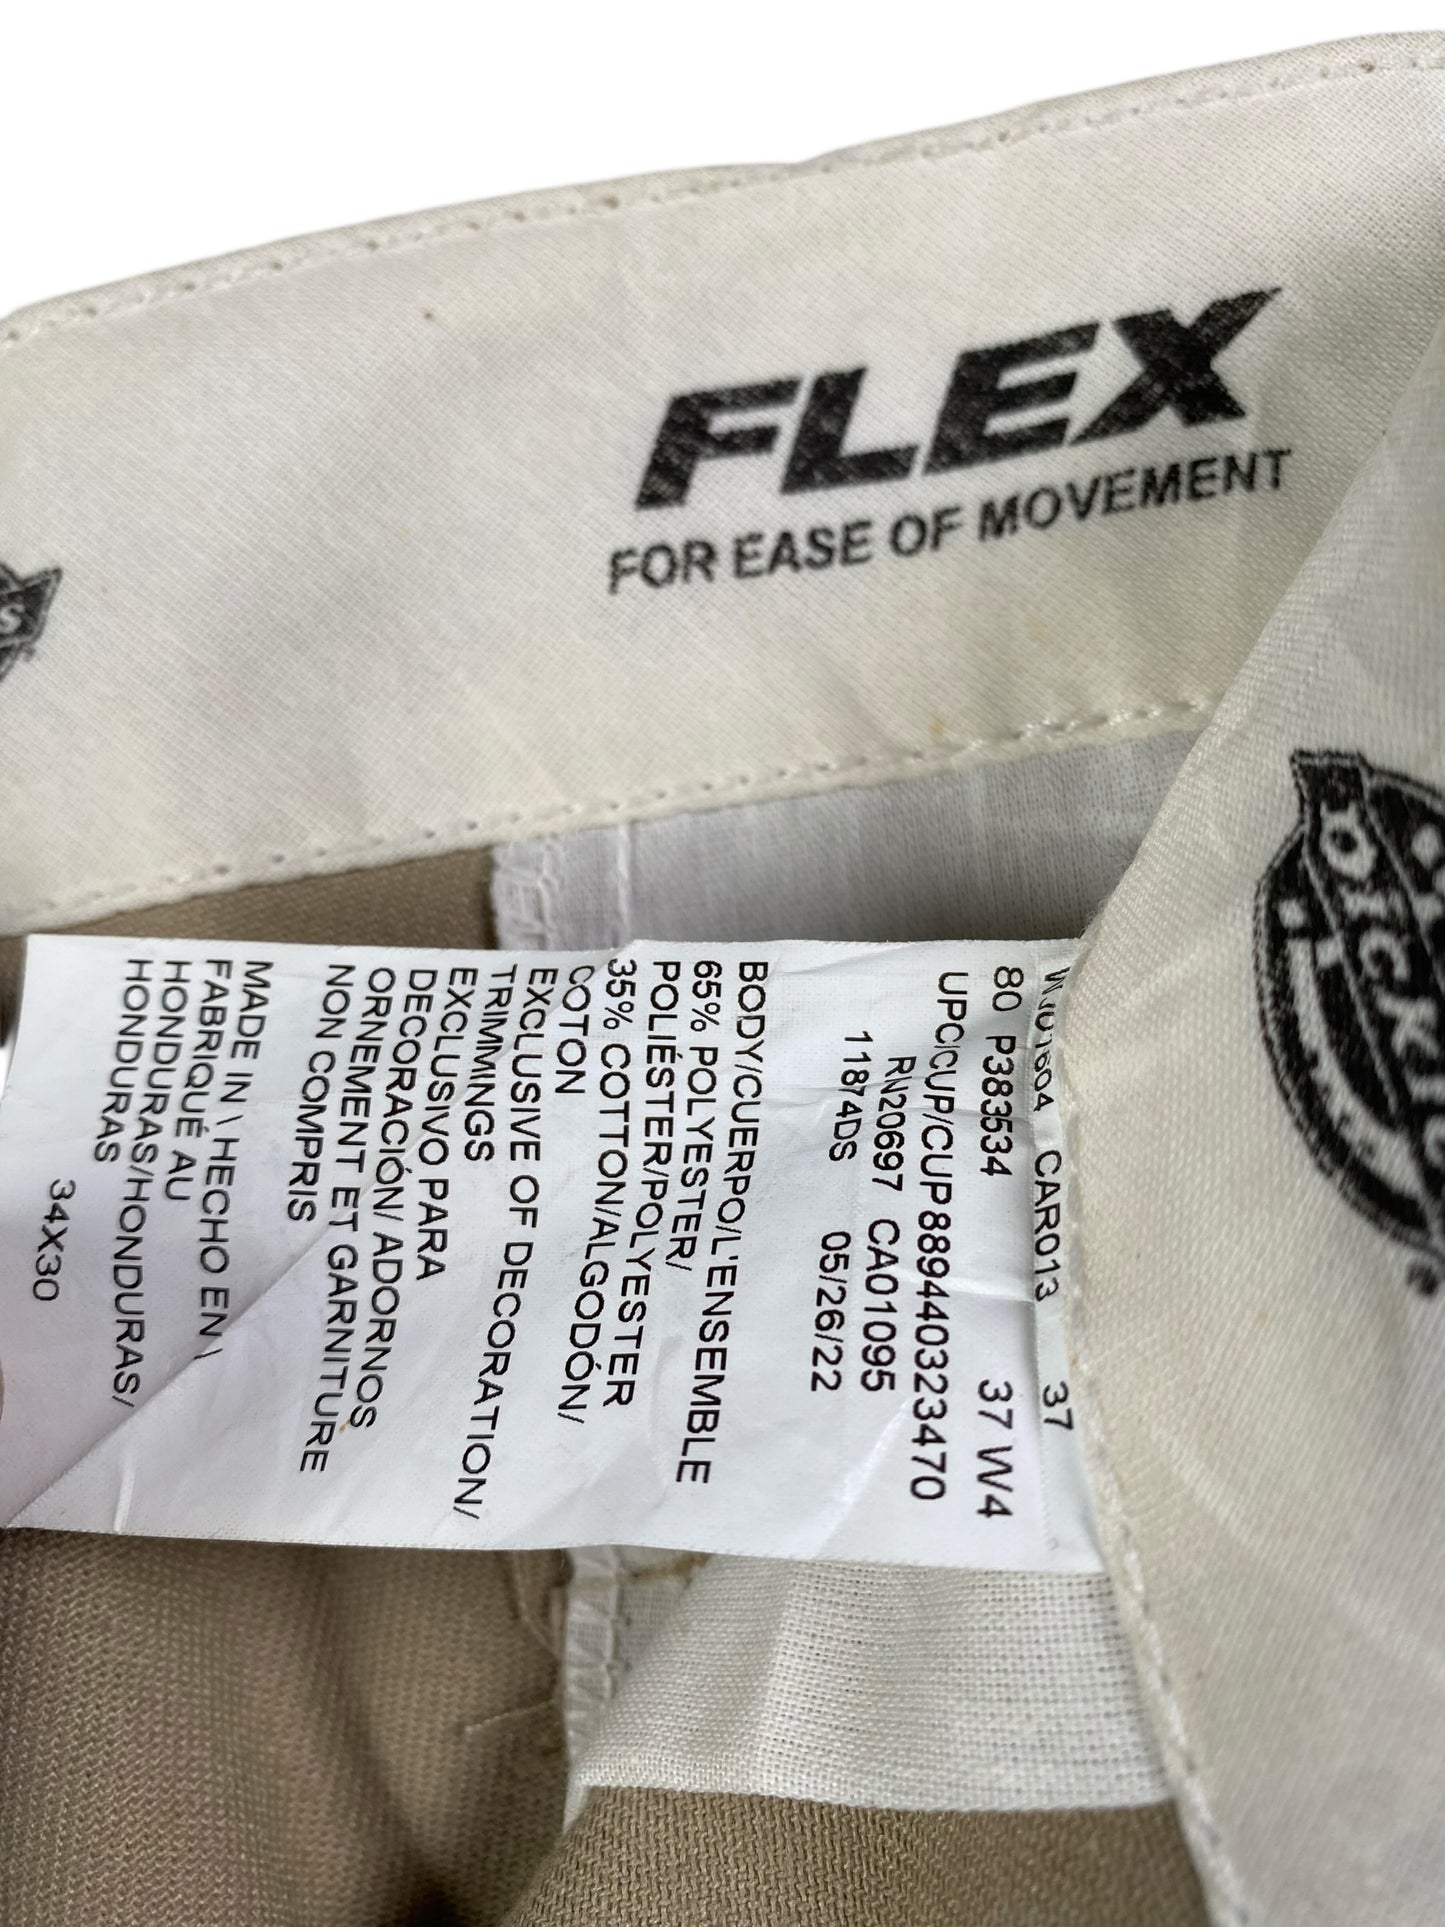 FLEX
FOR EASE OF MOVEMENT
S
DICKIES
CAR013 37
80 P383534 37 W4
UPC/CUP/CUP889440323470
RN20697 CA01095
11874DS 05/26/22
BODY/CUERPO/L'ENSEMBLE
65% POLYESTER/
POLIÉSTER/POLYESTER
35% COTTON/ALGODÓN/
COTON
EXCLUSIVE OF DECORATION/
TRIMMINGS
EXCLUSIVO PARA
DECORACIÓN/ ADORNOS
ORNEMENT ET GARNITURE
NON COMPRIS
MADE IN \ HECHO EN \
FABRIQUÉ AU
HONDURAS/HONDURAS/
HONDURAS
34X30